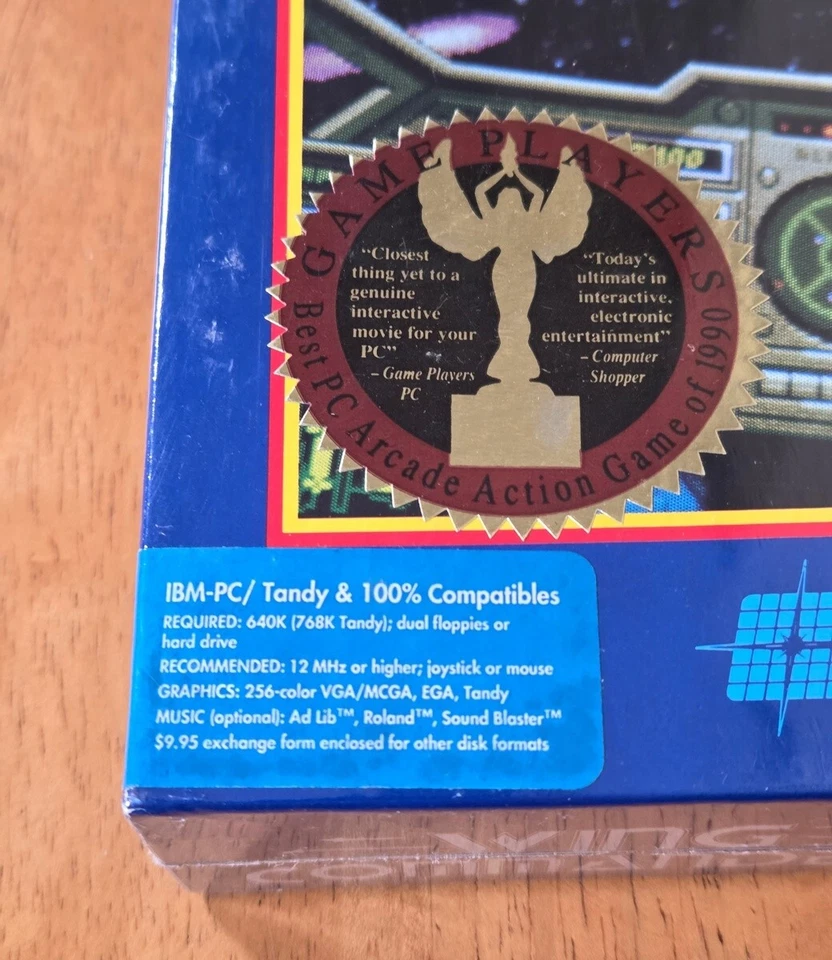 GAME PLAYERS
"Closest
thing yet to a
genuine
interactive
movie for your
PC"
– Game Players
PC
"Today's
ultimate in
interactive,
electronic
entertainment"
– Computer
Shopper
Best PC Arcade Action Game of 1990
IBM-PC/ Tandy & 100% Compatibles
REQUIRED: 640K (768K Tandy); dual floppies or
hard drive
RECOMMENDED: 12 MHz or higher; joystick or mouse
GRAPHICS: 256-color VGA/MCGA, EGA, Tandy
MUSIC (optional): Ad Lib™, Roland™, Sound Blaster™
$9.95 exchange form enclosed for other disk formats
WING